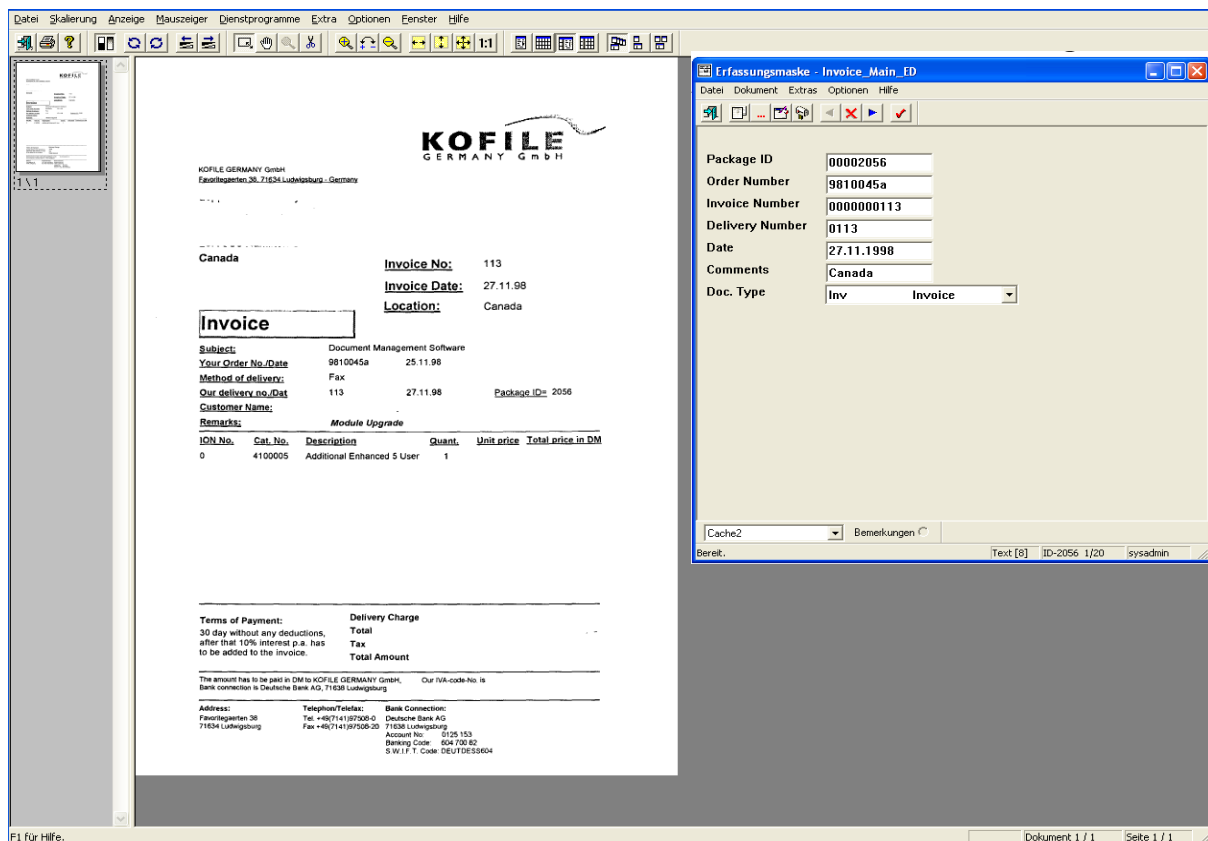 Datei Skalierung Anzeige Mauszeiger Dienstprogramme Extra Optionen Fenster Hilfe
1:1
1 \ 1
KOFILE
GERMANY GmbH
KOFILE GERMANY GmbH
Favoritegaerten 38, 71634 Ludwigsburg - Germany
Canada
Invoice No: 113
Invoice Date: 27.11.98
Location: Canada
Invoice
Subject: Document Management Software
Your Order No./Date 9810045a 25.11.98
Method of delivery: Fax
Our delivery no./Dat 113 27.11.98 Package ID= 2056
Customer Name:
Remarks: Module Upgrade
ION No. Cat. No. Description Quant. Unit price Total price in DM
0 4100005 Additional Enhanced 5 User 1
Terms of Payment:
30 day without any deductions,
after that 10% interest p.a. has
to be added to the invoice.
Delivery Charge
Total
Tax
Total Amount
The amount has to be paid in DM to KOFILE GERMANY GmbH, Our IVA-code-No. is
Bank connection is Deutsche Bank AG, 71638 Ludwigsburg
Address:
Favoritegaerten 38
71634 Ludwigsburg
Telephon/Telefax:
Tel. +49(7141)97508-0
Fax +49(7141)97508-20
Bank Connection:
Deutsche Bank AG
71638 Ludwigsburg
Account No: 0125 153
Banking Code: 604 700 82
S.W.I.F.T. Code: DEUTDESS604
Erfassungsmaske - Invoice_Main_ED
Datei Dokument Extras Optionen Hilfe
Package ID 00002056
Order Number 9810045a
Invoice Number 0000000113
Delivery Number 0113
Date 27.11.1998
Comments Canada
Doc. Type Inv Invoice
Cache2 Bemerkungen
Bereit. Text [8] ID-2056 1/20 sysadmin
F1 für Hilfe. Dokument 1 / 1 Seite 1 / 1